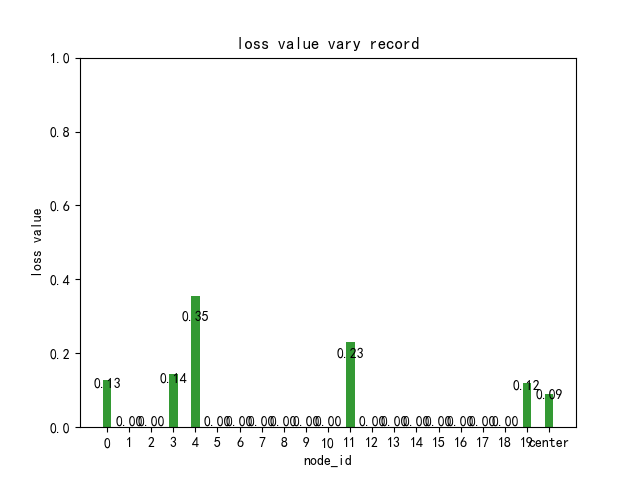 loss value vary record
1.0
0.8
0.6
0.4
0.2
0.0
loss value
0.13 0.00 0.00 0.14 0.35 0.00 0.00 0.00 0.00 0.00 0.00 0.23 0.00 0.00 0.00 0.00 0.00 0.00 0.00 0.12 0.09
0 1 2 3 4 5 6 7 8 9 10 11 12 13 14 15 16 17 18 19 center
node_id